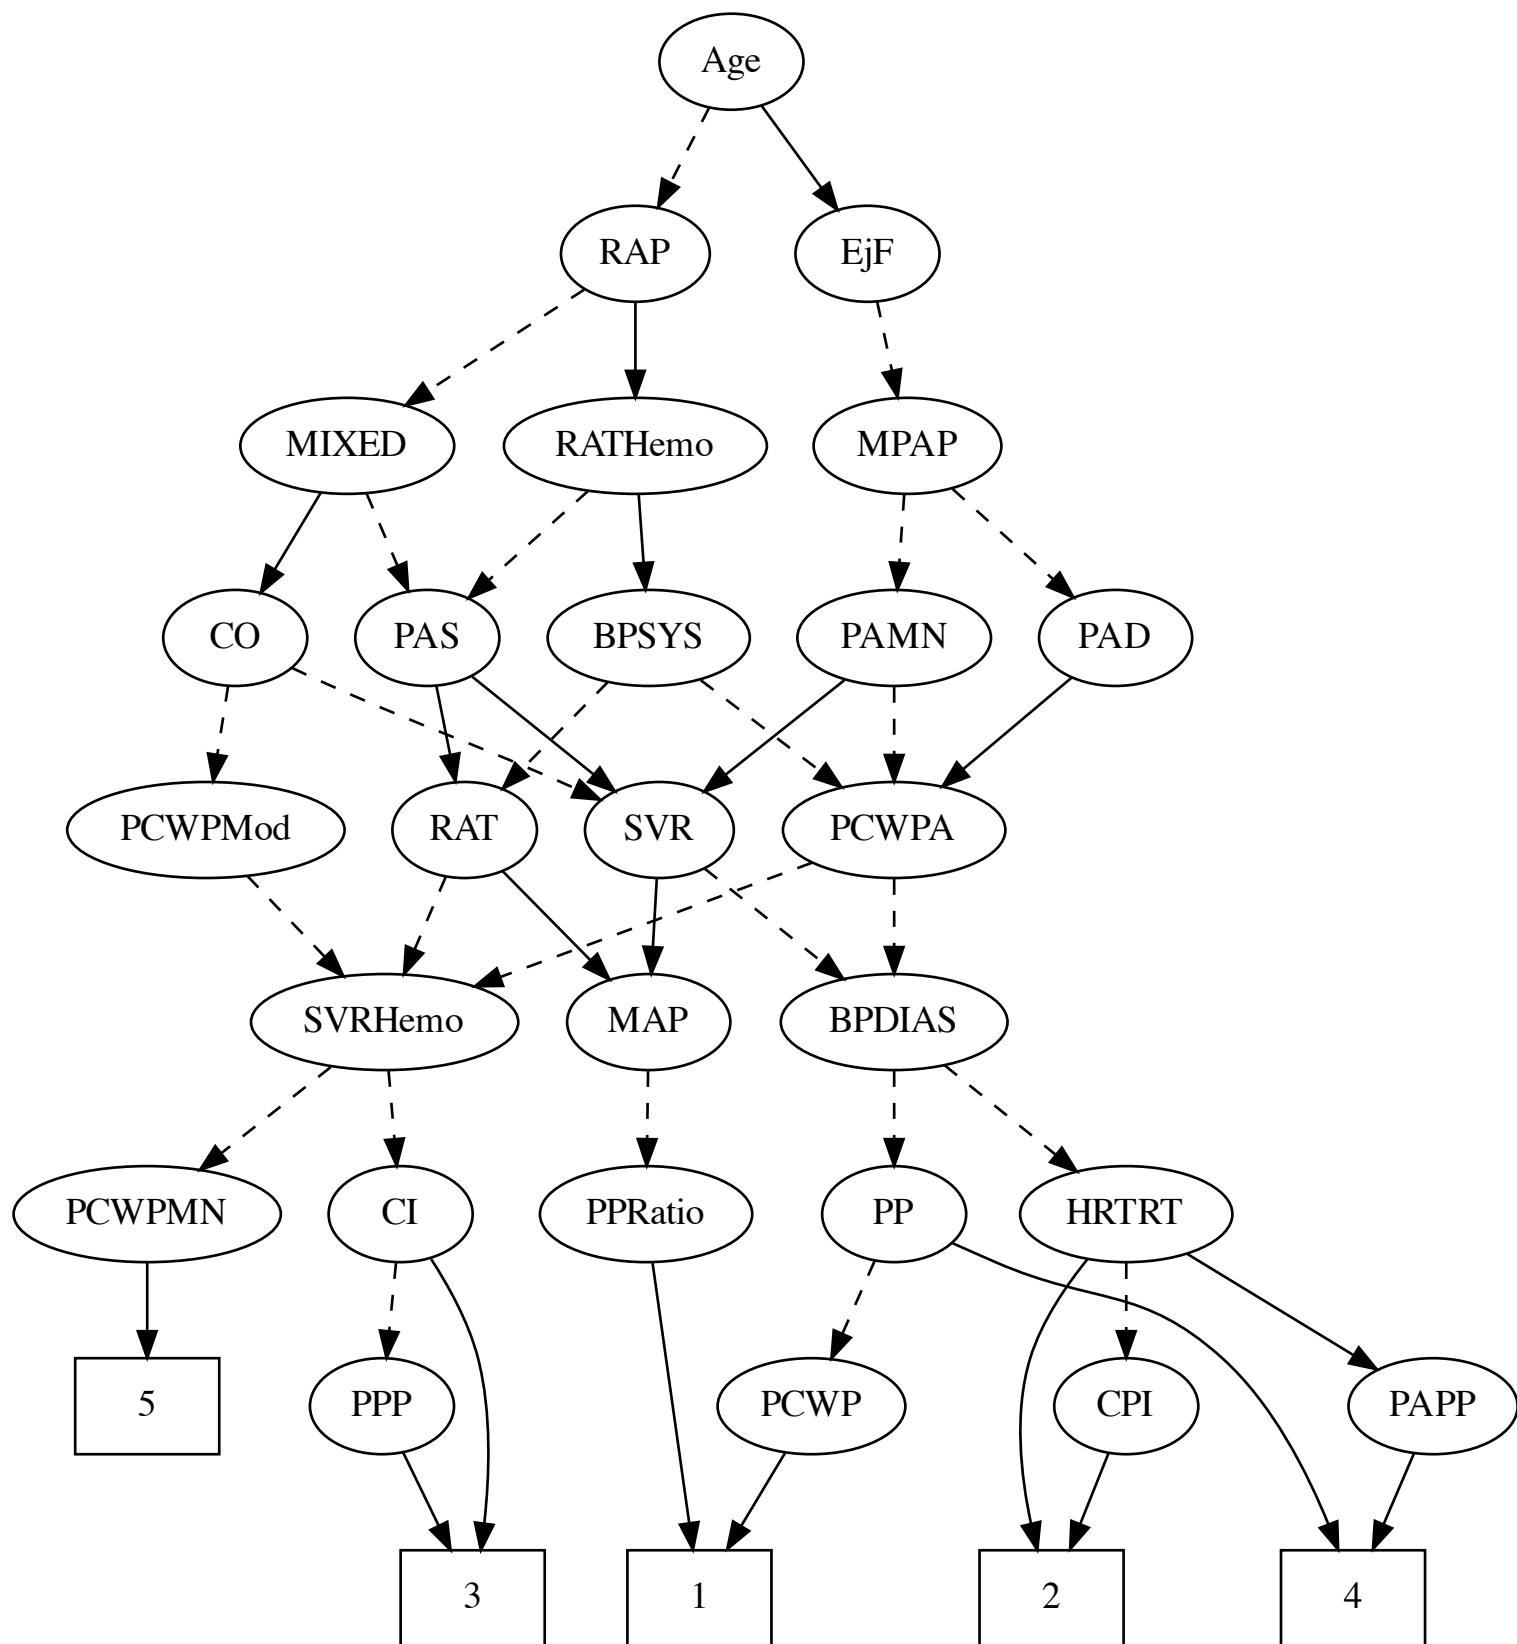 Age
RAP
EjF
MIXED
RATHemo
MPAP
CO
PAS
BPSYS
PAMN
PAD
PCWPMod
RAT
SVR
PCWPA
SVRHemo
MAP
BPDIAS
PCWPMN
CI
PPRatio
PP
HRTRT
5
PPP
PCWP
CPI
PAPP
3
1
2
4